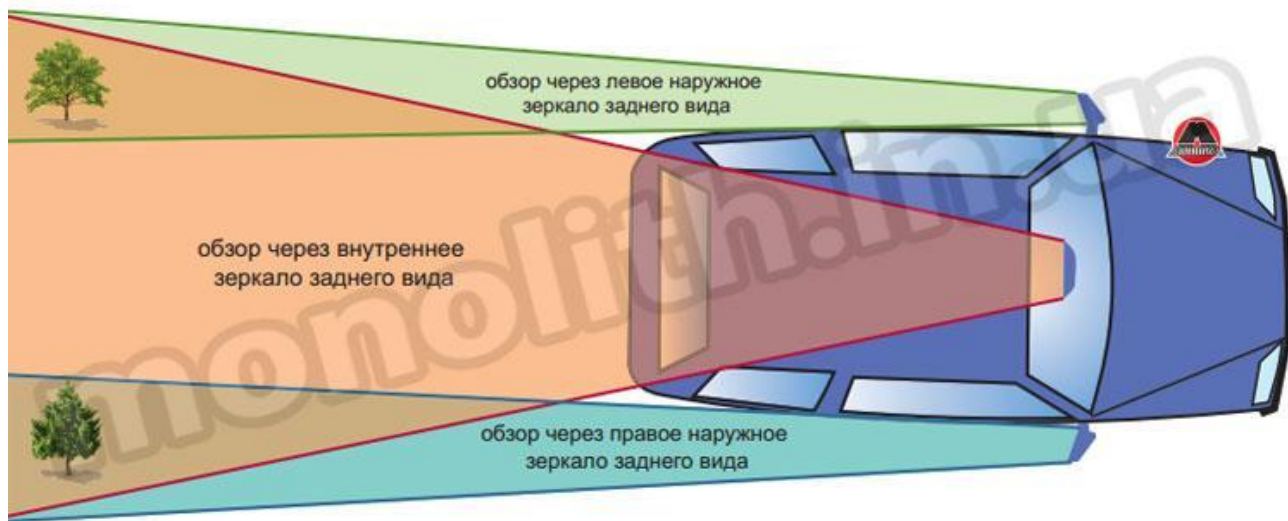 обзор через левое наружное
зеркало заднего вида
обзор через внутреннее
зеркало заднего вида
обзор через правое наружное
зеркало заднего вида
monolith.in.ua